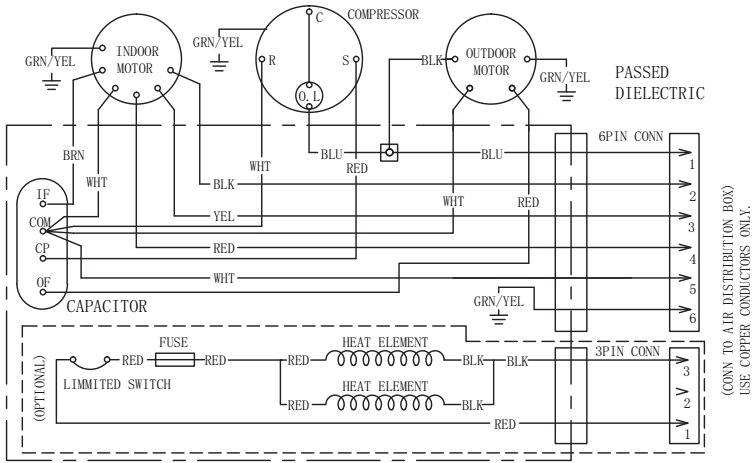 COMPRESSOR
C
GRN/YEL
INDOOR
MOTOR
GRN/YEL
R
S
BLK
OUTDOOR
MOTOR
GRN/YEL
PASSED
DIELECTRIC
O.L
6PIN CONN
BRN
WHT
WHT
BLU
RED
BLU
1
IF
BLK
2
WHT
RED
COM
YEL
3
CP
RED
4
WHT
5
OF
GRN/YEL
6
CAPACITOR
(CONN TO AIR DISTRIBUTION BOX)
USE COPPER CONDUCTORS ONLY.
(OPTIONAL)
FUSE
HEAT ELEMENT
3PIN CONN
RED
RED
RED
BLK
BLK
3
LIMMITED SWITCH
HEAT ELEMENT
RED
BLK
2
RED
1